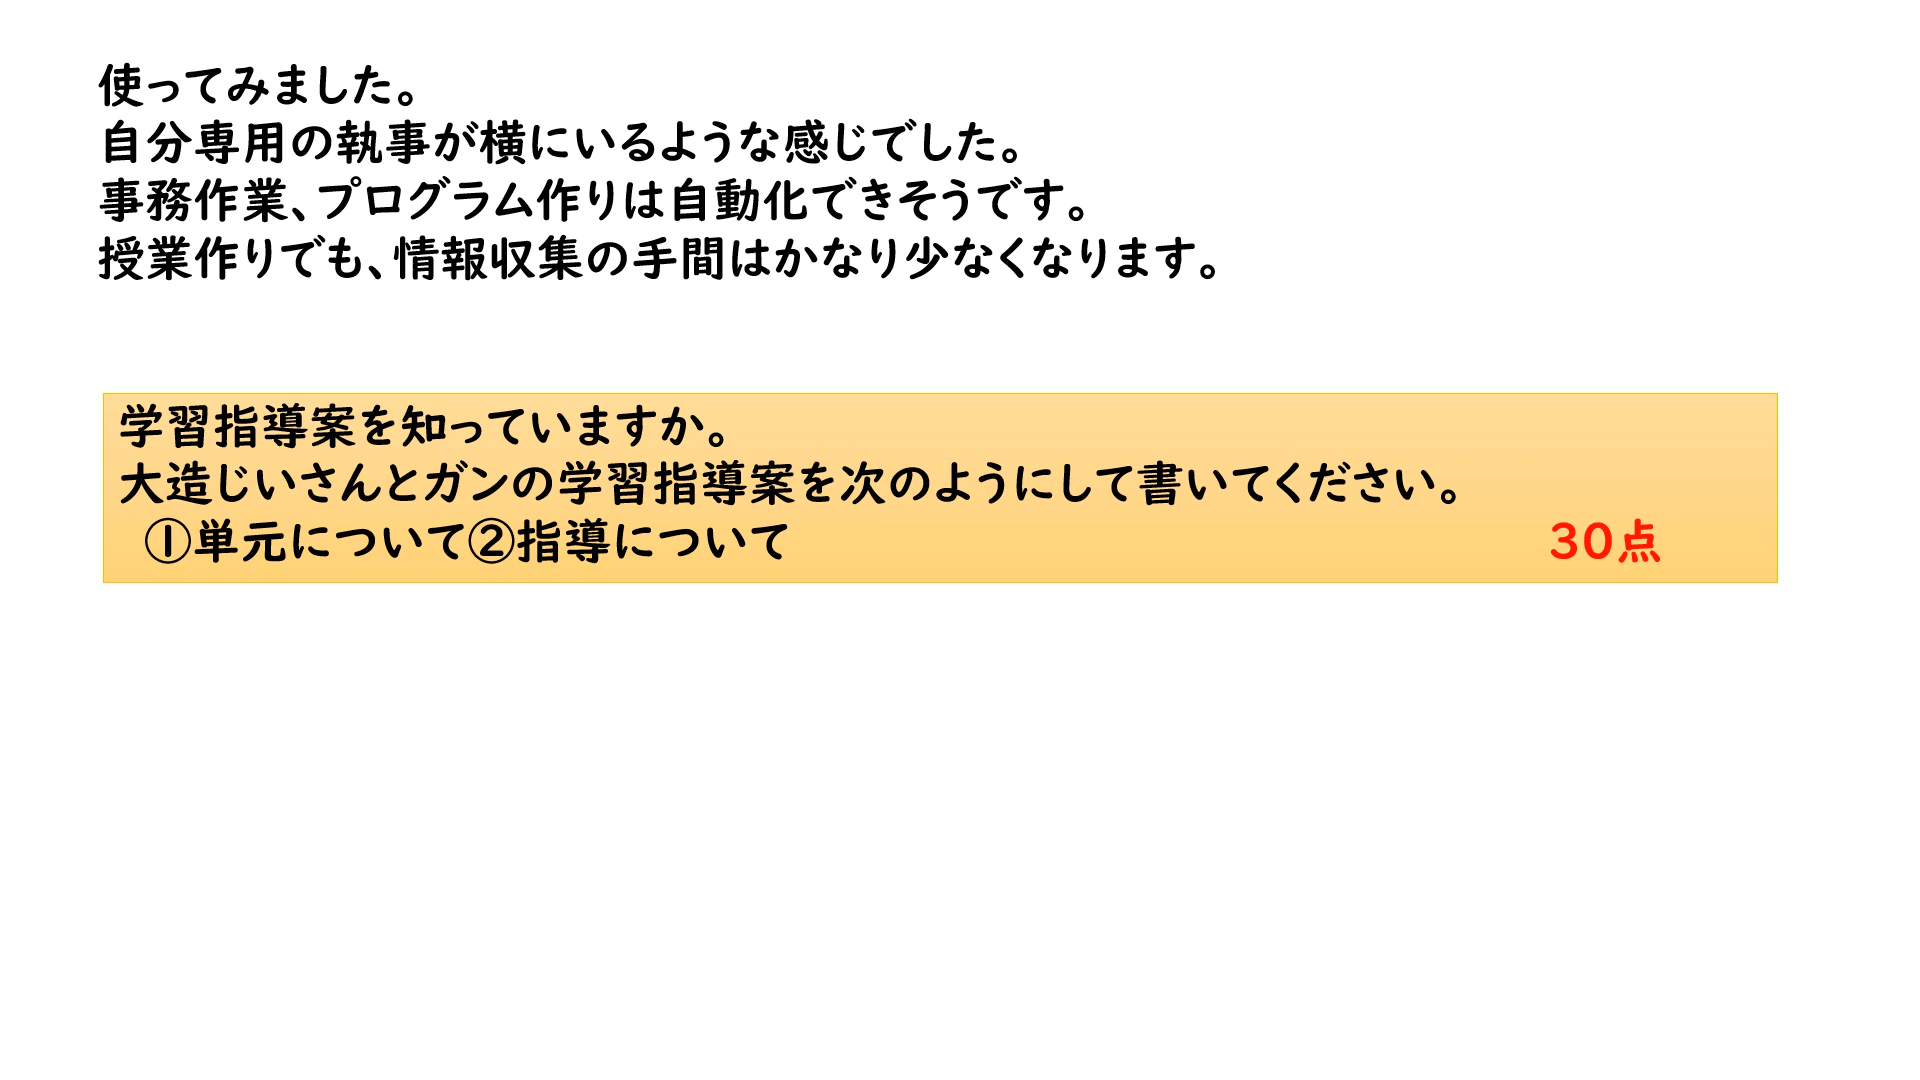 使ってみました。
自分専用の執事が横にいるような感じでした。
事務作業、プログラム作りは自動化できそうです。
授業作りでも、情報収集の手間はかなり少なくなります。
学習指導案を知っていますか。
大造じいさんとガンの学習指導案を次のようにして書いてください。
①単元について②指導について 30点